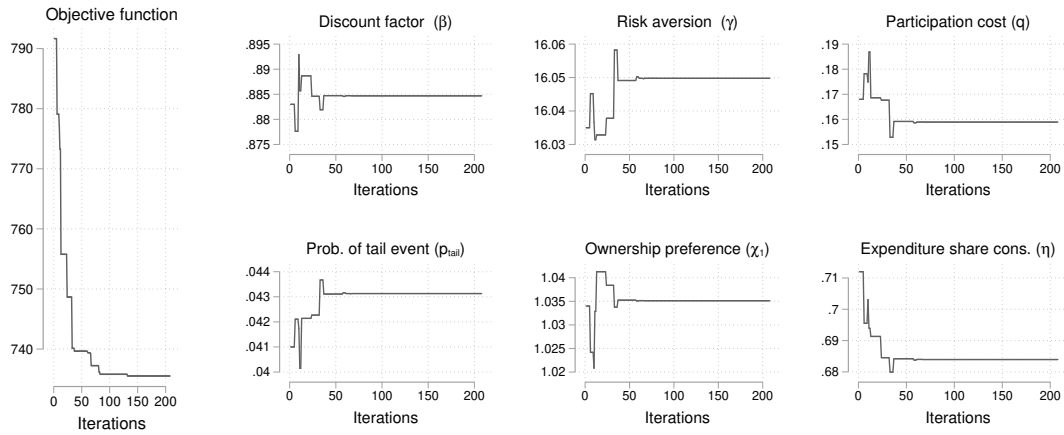 Objective function
790
780
770
760
750
740
0 50 100 150 200
Iterations
Discount factor (β)
.895
.89
.885
.88
.875
0 50 100 150 200
Iterations
Risk aversion (γ)
16.06
16.05
16.04
16.03
0 50 100 150 200
Iterations
Participation cost (q)
.19
.18
.17
.16
.15
0 50 100 150 200
Iterations
Prob. of tail event (ptail)
.044
.043
.042
.041
.04
0 50 100 150 200
Iterations
Ownership preference (χ1)
1.04
1.035
1.03
1.025
1.02
0 50 100 150 200
Iterations
Expenditure share cons. (η)
.71
.7
.69
.68
0 50 100 150 200
Iterations